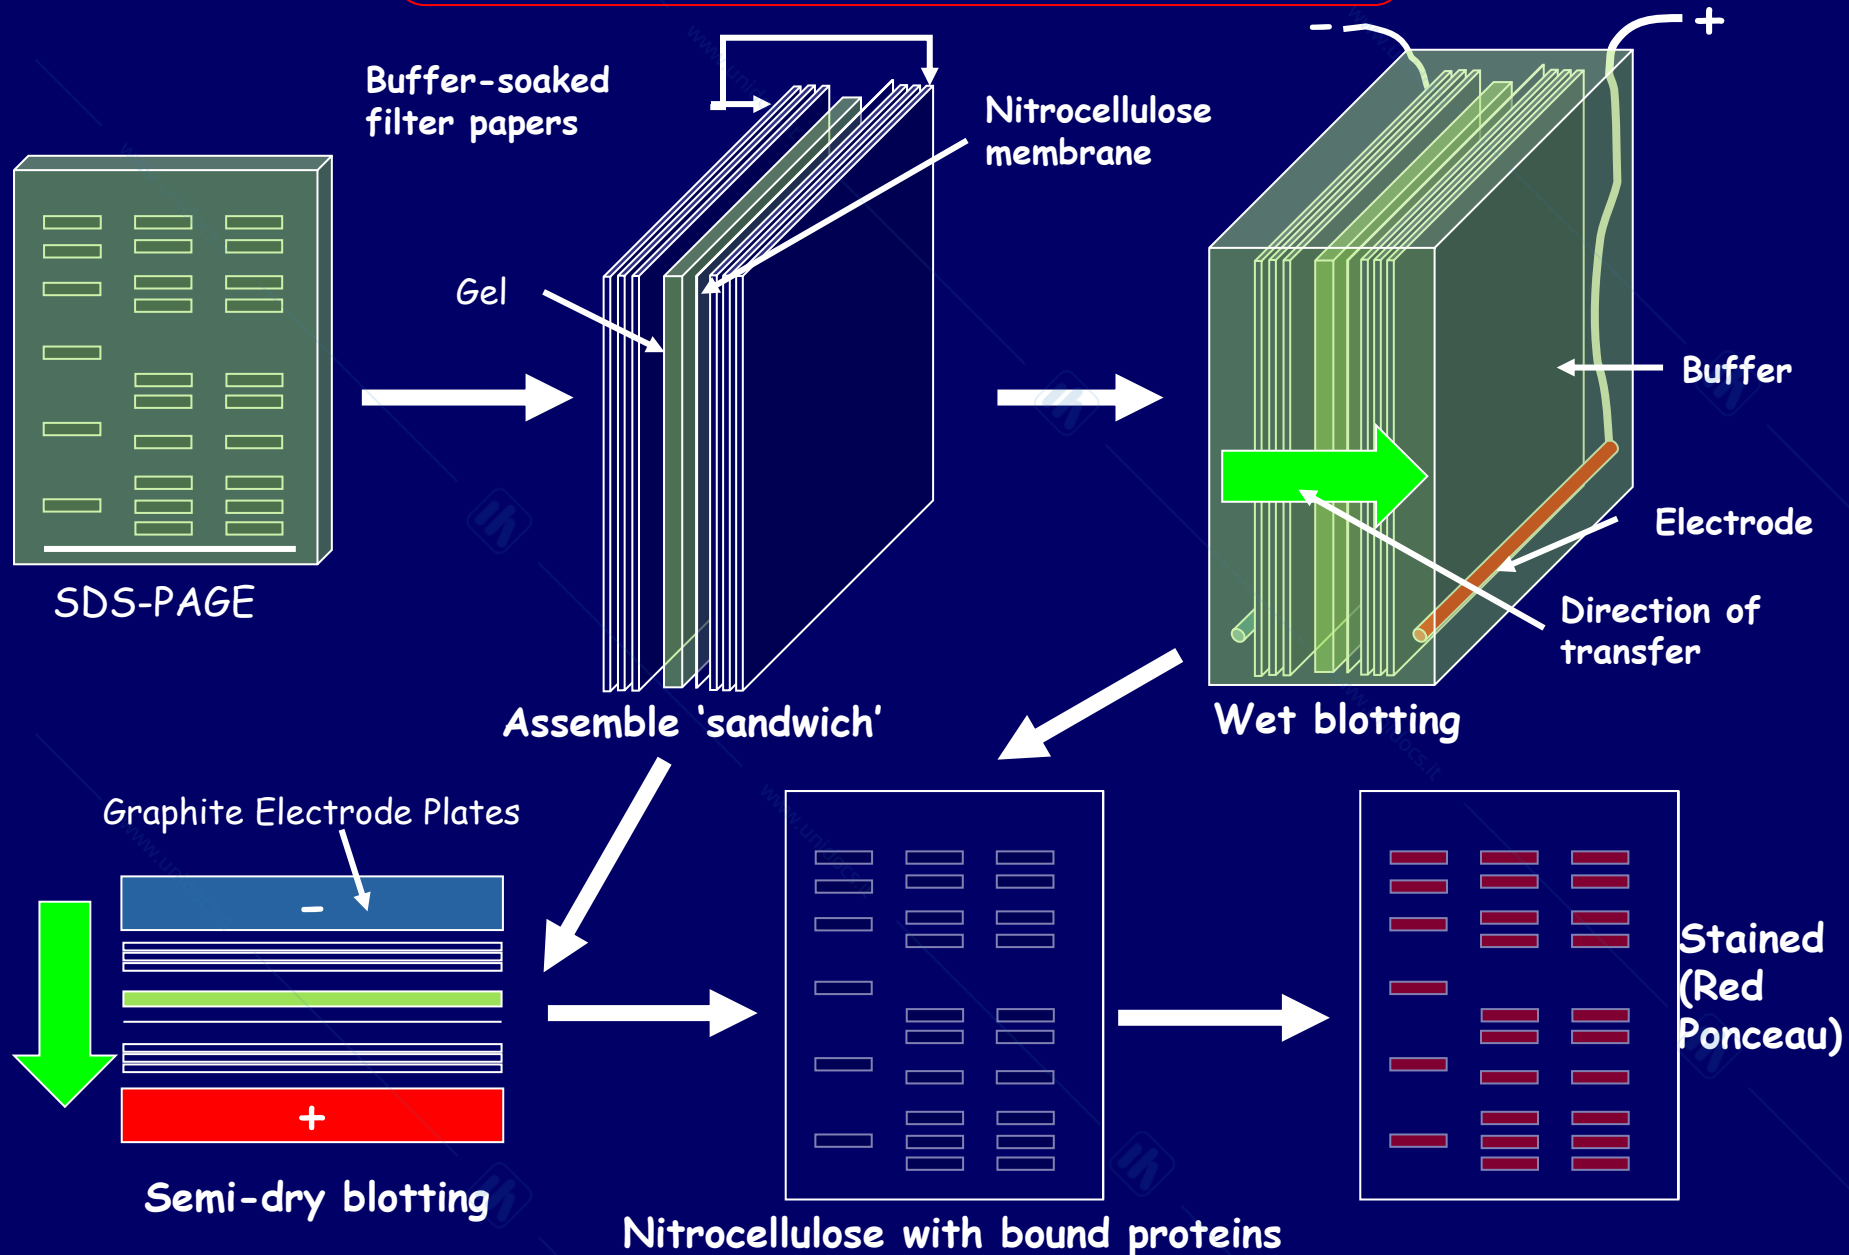 Buffer-soaked
filter papers
Nitrocellulose
membrane
-
+
Gel
Buffer
Electrode
Direction of
transfer
SDS-PAGE
Assemble ‘sandwich’
Wet blotting
Graphite Electrode Plates
-
+
Semi-dry blotting
Nitrocellulose with bound proteins
Stained
(Red
Ponceau)